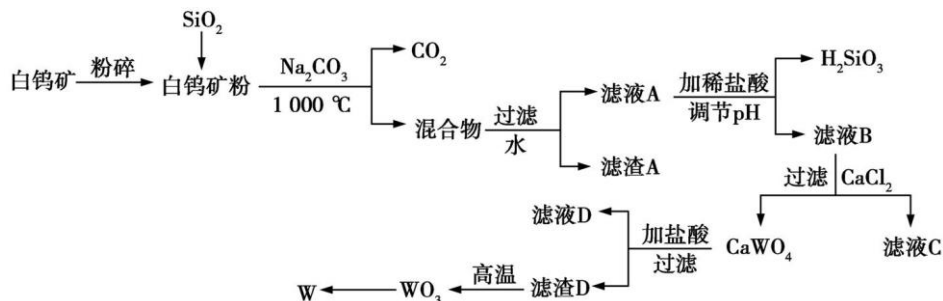 SiO₂
白钨矿 粉碎 白钨矿粉 Na₂CO₃ 1 000 ℃ CO₂
混合物 过滤 水 滤液A 加稀盐酸 调节pH H₂SiO₃
滤渣A 滤液B
过滤 CaCl₂
滤液D 加盐酸 过滤 CaWO₄ 滤液C
W WO₃ 高温 滤渣D